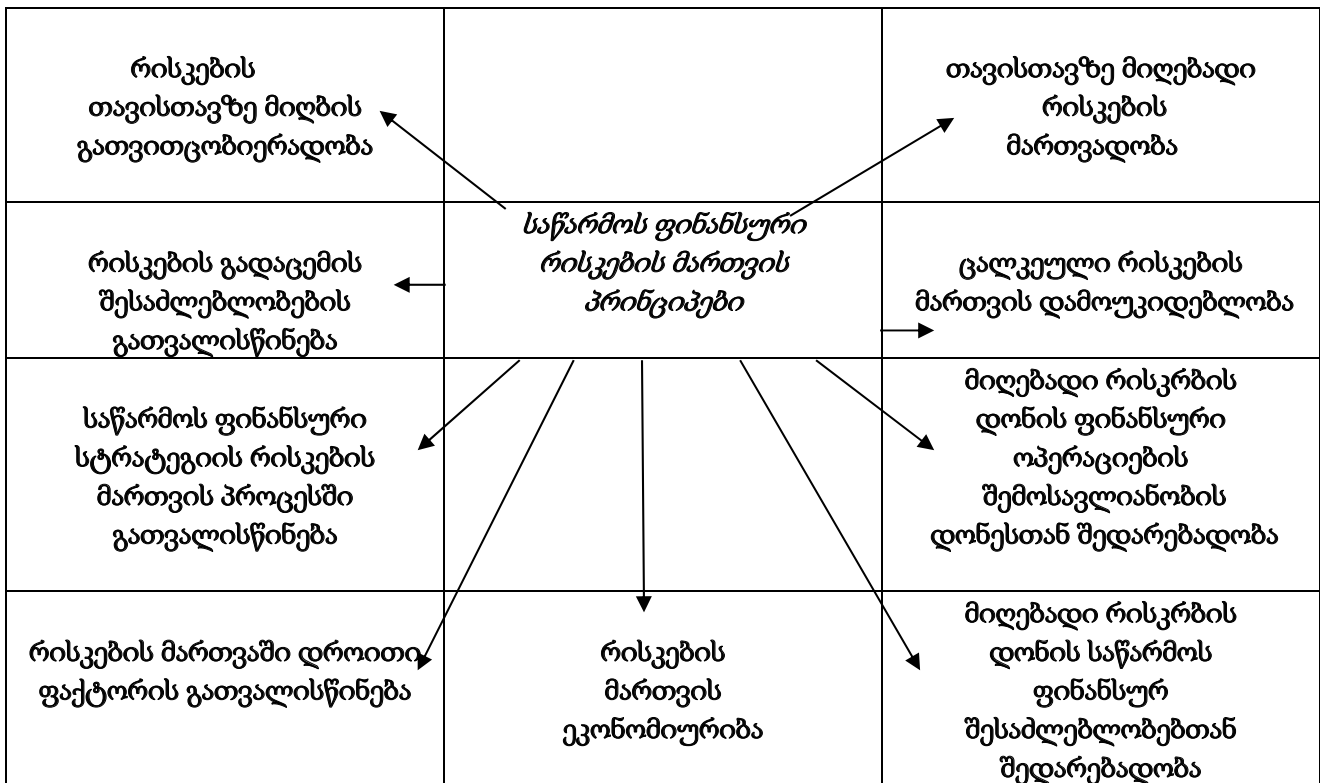 რისკების
თავისთავზე მიღბის
გათვითცობიერადობა
თავისთავზე მიღებადი
რისკების
მართვადობა
რისკების გადაცემის
შესაძლებლობების
გათვალისწინება
საწარმოს ფინანსური
რისკების მართვის
პრინციპები
ცალკეული რისკების
მართვის დამოუკიდებლობა
საწარმოს ფინანსური
სტრატეგიის რისკების
მართვის პროცესში
გათვალისწინება
მიღებადი რისკრბის
დონის ფინანსური
ოპერაციების
შემოსავლიანობის
დონესთან შედარებადობა
რისკების მართვაში დროითი
ფაქტორის გათვალისწინება
რისკების
მართვის
ეკონომიურიბა
მიღებადი რისკრბის
დონის საწარმოს
ფინანსურ
შესაძლებლობებთან
შედარებადობა